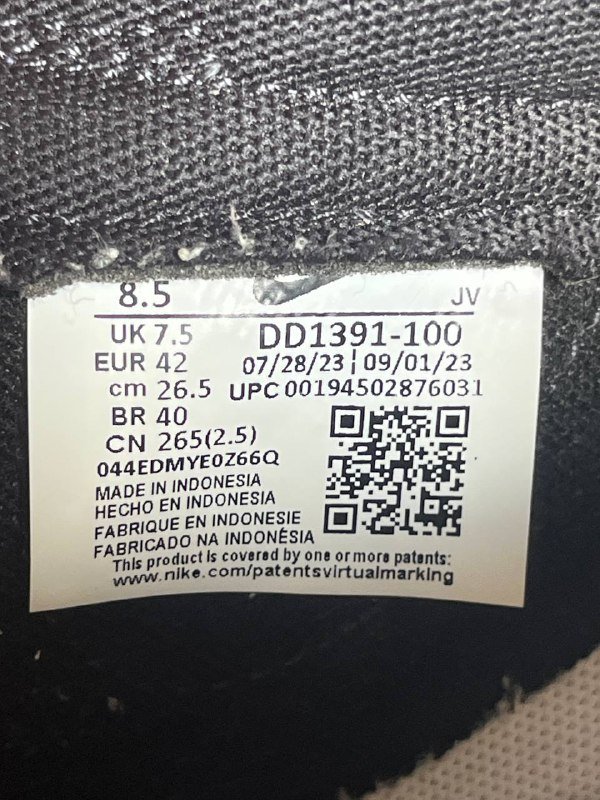 8.5 JV
UK 7.5 DD1391-100
EUR 42 07/28/23 | 09/01/23
cm 26.5 UPC 00194502876031
BR 40
CN 265(2.5)
044EDMYE0Z66Q
MADE IN INDONESIA
HECHO EN INDONESIA
FABRIQUE EN INDONESIE
FABRICADO NA INDONÉSIA
This product is covered by one or more patents:
www.nike.com/patentsvirtualmarking